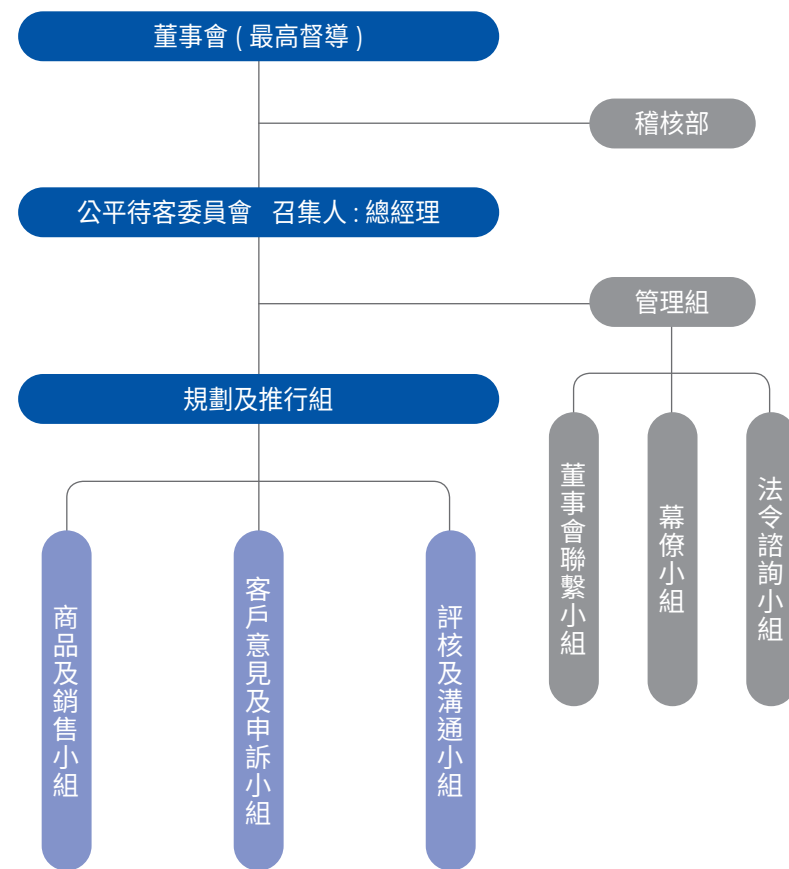 董事會 ( 最高督導 )
稽核部
公平待客委員會 召集人 : 總經理
管理組
規劃及推行組
董事會聯繫小組
幕僚小組
法令諮詢小組
商品及銷售小組
客戶意見及申訴小組
評核及溝通小組